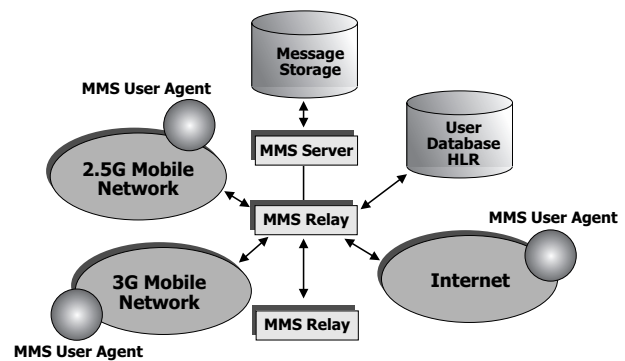 Message
Storage
MMS User Agent
MMS Server
User
Database
HLR
2.5G Mobile
Network
MMS Relay
MMS User Agent
3G Mobile
Network
Internet
MMS Relay
MMS User Agent